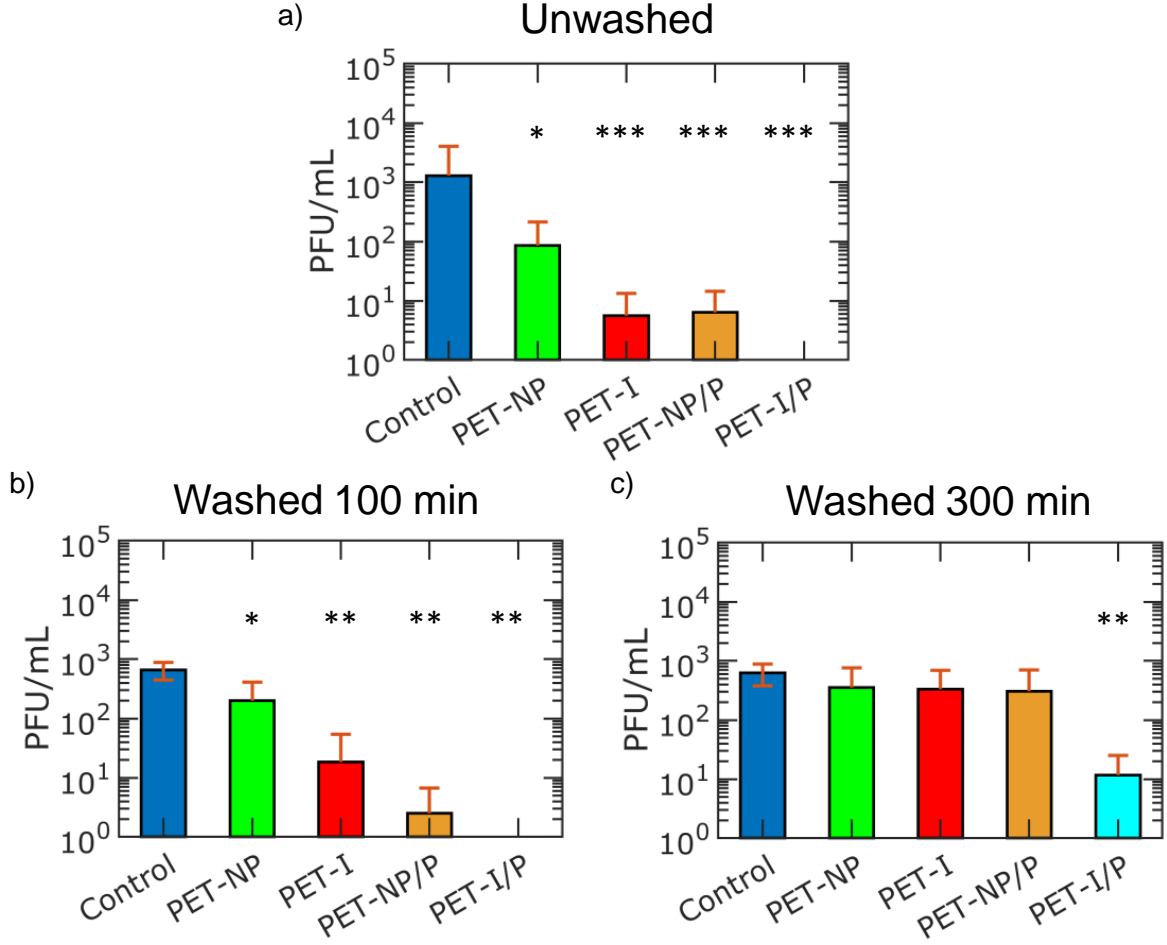 a)
Unwashed
PFU/mL
10^5
10^4
10^3
10^2
10^1
10^0
* *** *** ***
Control PET-NP PET-I PET-NP/P PET-I/P
b)
Washed 100 min
PFU/mL
10^5
10^4
10^3
10^2
10^1
10^0
* ** ** **
Control PET-NP PET-I PET-NP/P PET-I/P
c)
Washed 300 min
PFU/mL
10^5
10^4
10^3
10^2
10^1
10^0
**
Control PET-NP PET-I PET-NP/P PET-I/P